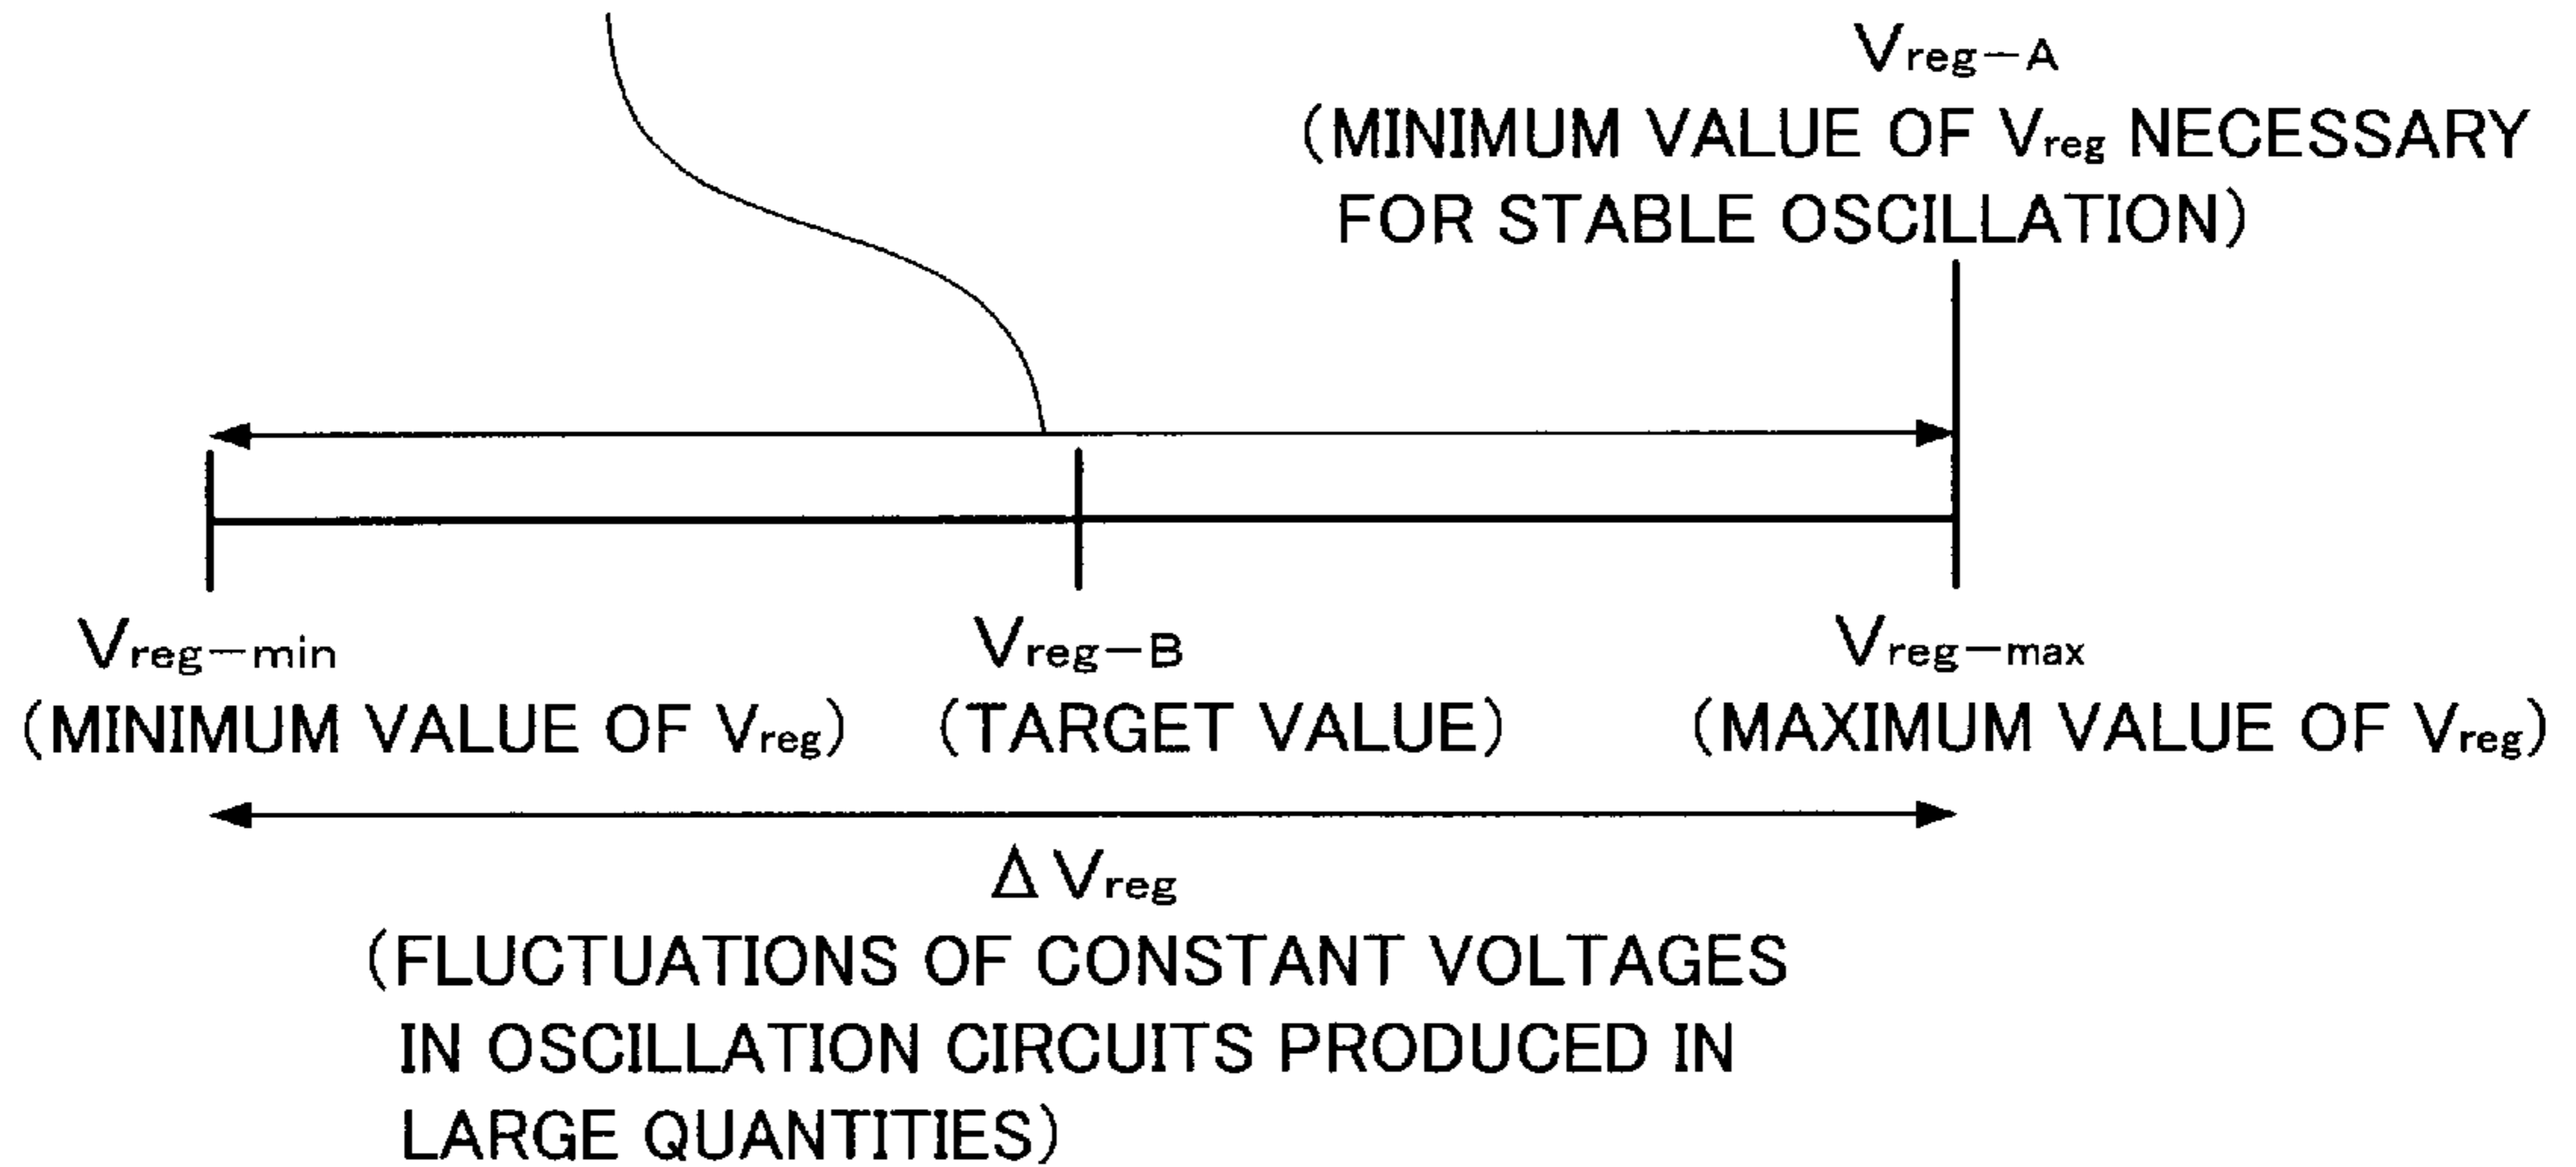 Vreg-A
(MINIMUM VALUE OF Vreg NECESSARY
FOR STABLE OSCILLATION)
Vreg-min
(MINIMUM VALUE OF Vreg)
Vreg-B
(TARGET VALUE)
Vreg-max
(MAXIMUM VALUE OF Vreg)
Δ Vreg
(FLUCTUATIONS OF CONSTANT VOLTAGES
IN OSCILLATION CIRCUITS PRODUCED IN
LARGE QUANTITIES)